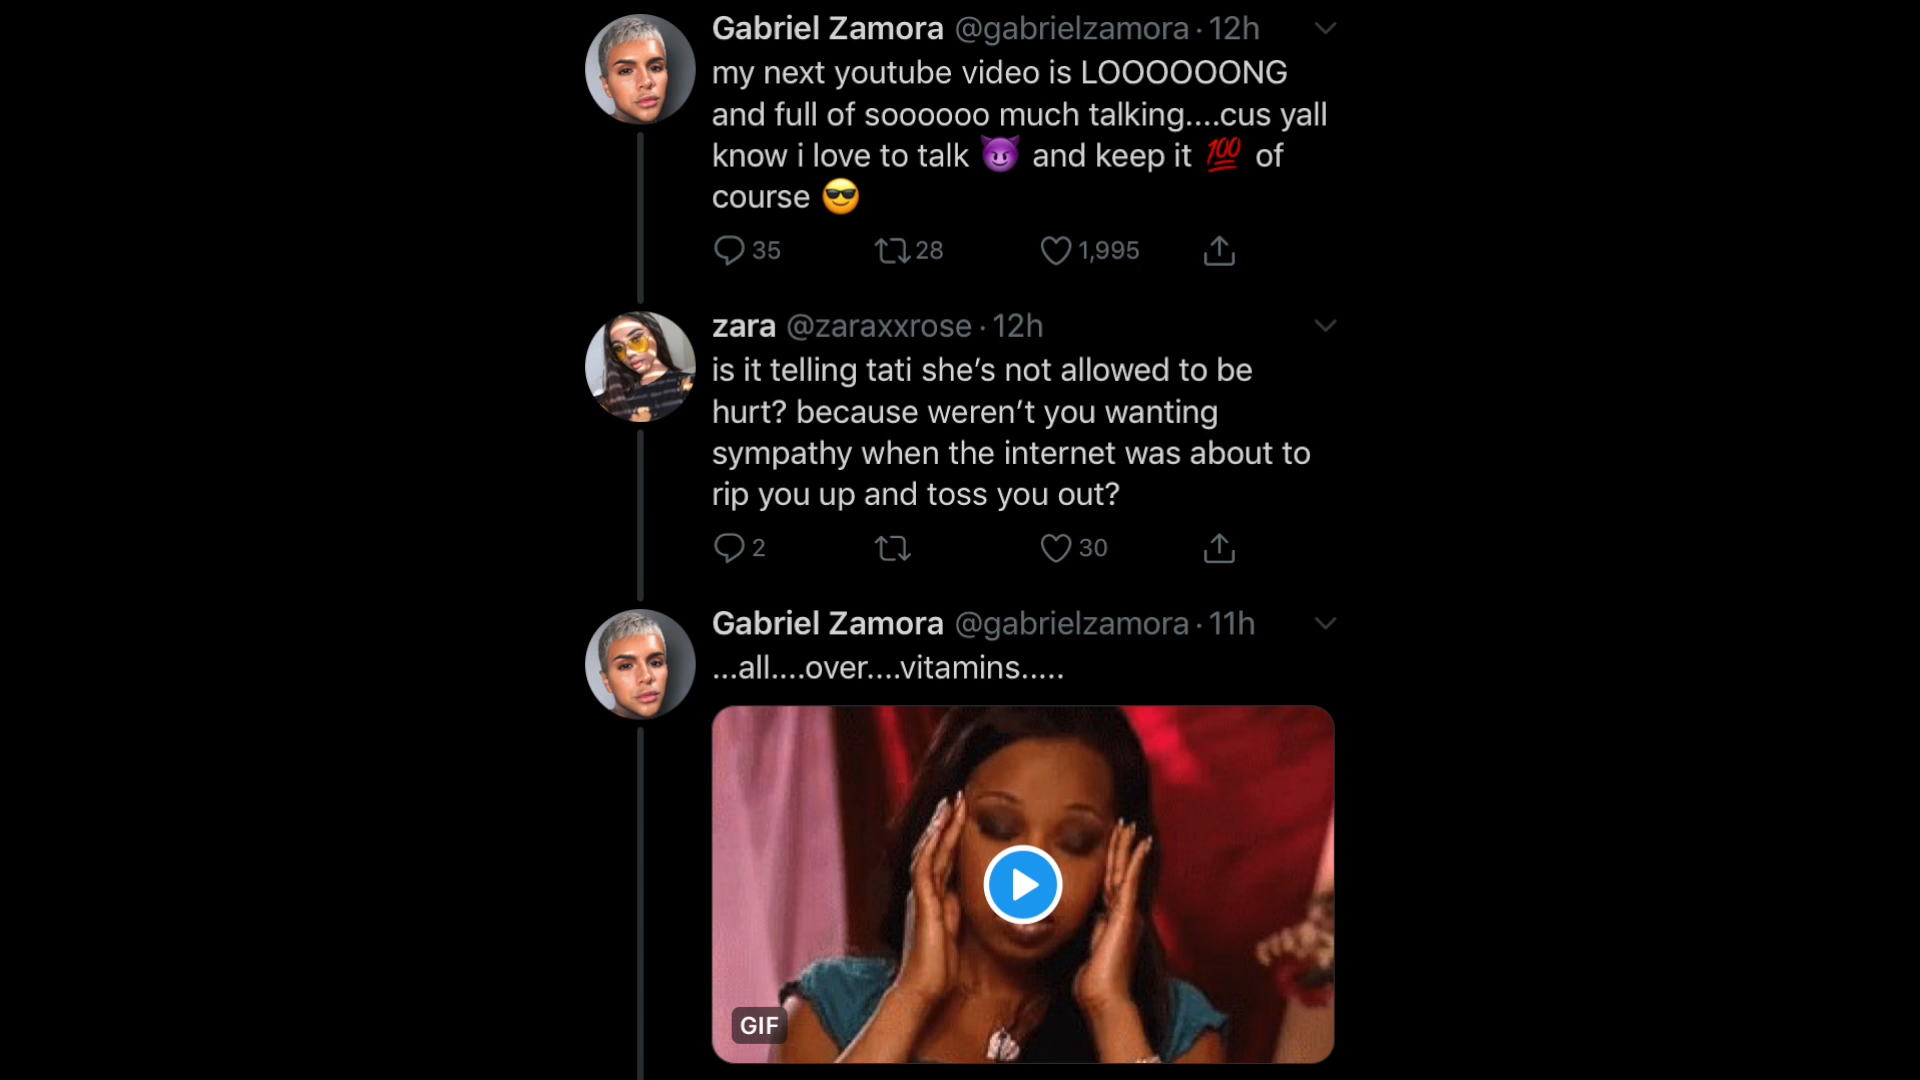 Gabriel Zamora @gabrielzamora · 12h
my next youtube video is LOOOOOONG
and full of soooooo much talking....cus yall
know i love to talk 😈 and keep it 💯 of
course 😎
35 28 1,995
zara @zaraxxrose · 12h
is it telling tati she’s not allowed to be
hurt? because weren’t you wanting
sympathy when the internet was about to
rip you up and toss you out?
2 30
Gabriel Zamora @gabrielzamora · 11h
...all....over....vitamins.....
GIF